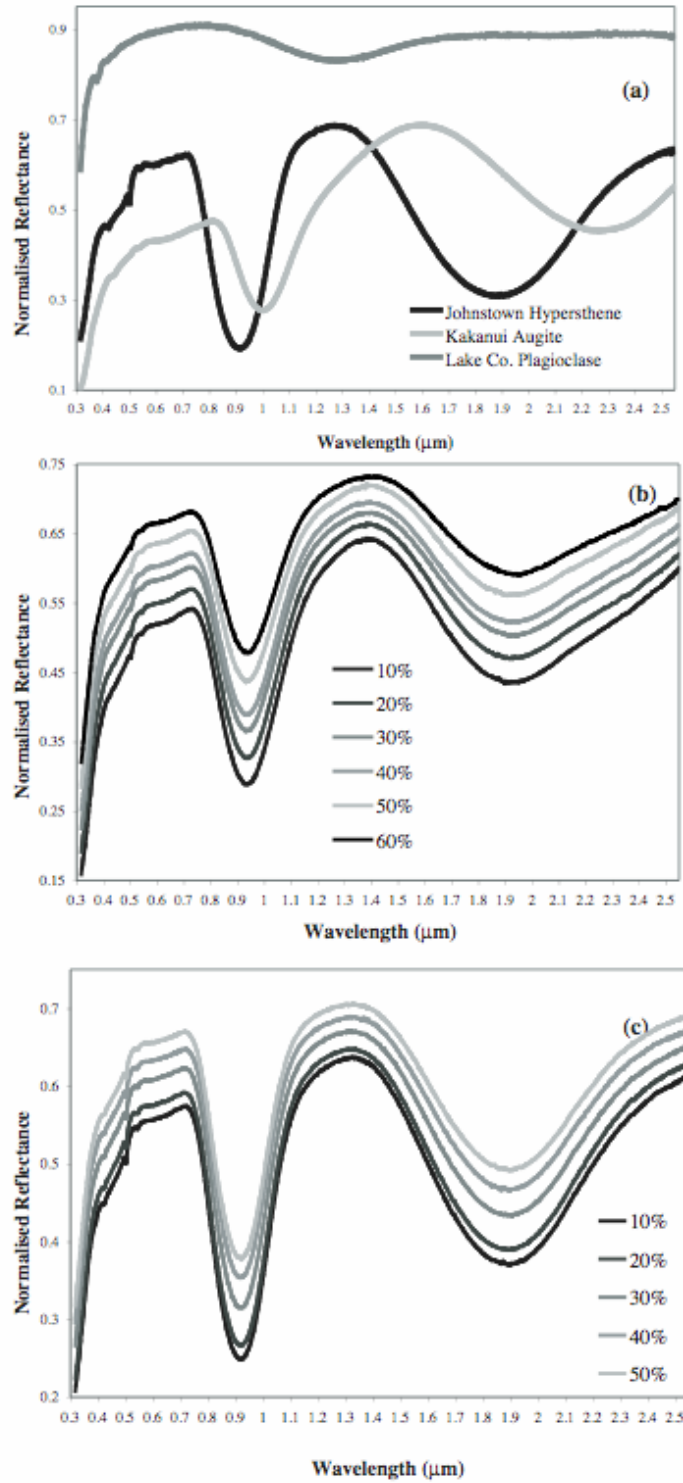 0.9
0.7
0.5
0.3
0.1
Normalised Reflectance
(a)
Johnstown Hypersthene
Kakanui Augite
Lake Co. Plagioclase
0.3 0.4 0.5 0.6 0.7 0.8 0.9 1 1.1 1.2 1.3 1.4 1.5 1.6 1.7 1.8 1.9 2 2.1 2.2 2.3 2.4 2.5
Wavelength (μm)
0.75
0.65
0.55
0.45
0.35
0.25
0.15
Normalised Reflectance
(b)
10%
20%
30%
40%
50%
60%
0.3 0.4 0.5 0.6 0.7 0.8 0.9 1 1.1 1.2 1.3 1.4 1.5 1.6 1.7 1.8 1.9 2 2.1 2.2 2.3 2.4 2.5
Wavelength (μm)
0.7
0.6
0.5
0.4
0.3
0.2
Normalised Reflectance
(c)
10%
20%
30%
40%
50%
0.3 0.4 0.5 0.6 0.7 0.8 0.9 1 1.1 1.2 1.3 1.4 1.5 1.6 1.7 1.8 1.9 2 2.1 2.2 2.3 2.4 2.5
Wavelength (μm)